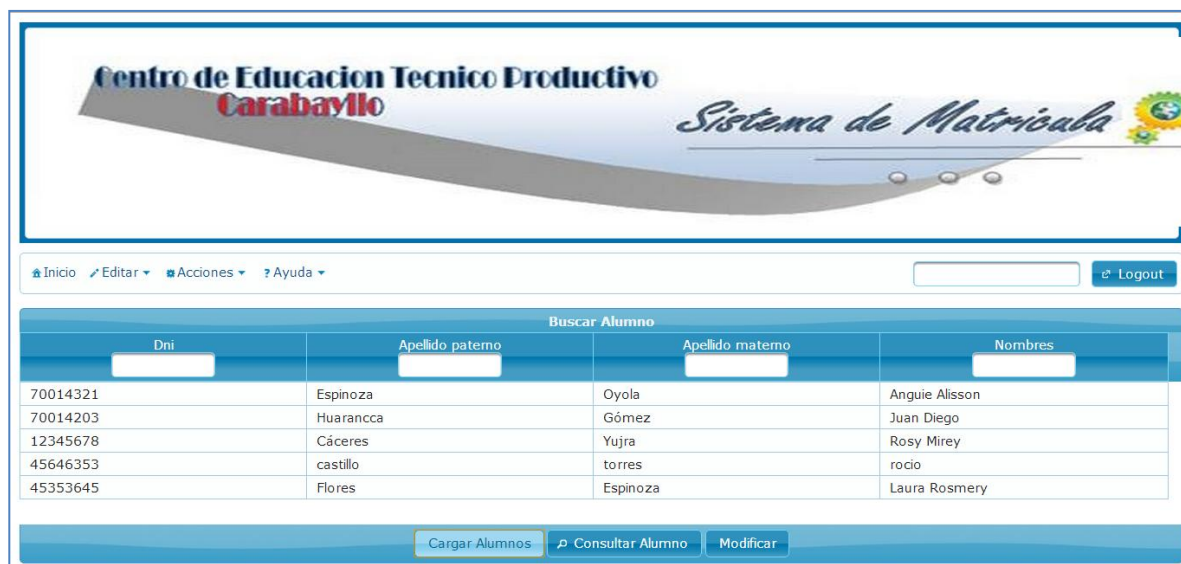 Centro de Educacion Tecnico Productivo
Carabayllo
Sistema de Matricula
Inicio Editar Acciones ? Ayuda Logout
Buscar Alumno
Dni Apellido paterno Apellido materno Nombres
70014321 Espinoza Oyola Anguie Alisson
70014203 Huarancca Gómez Juan Diego
12345678 Cáceres Yujra Rosy Mirey
45646353 castillo torres rocio
45353645 Flores Espinoza Laura Rosmery
Cargar Alumnos Consultar Alumno Modificar